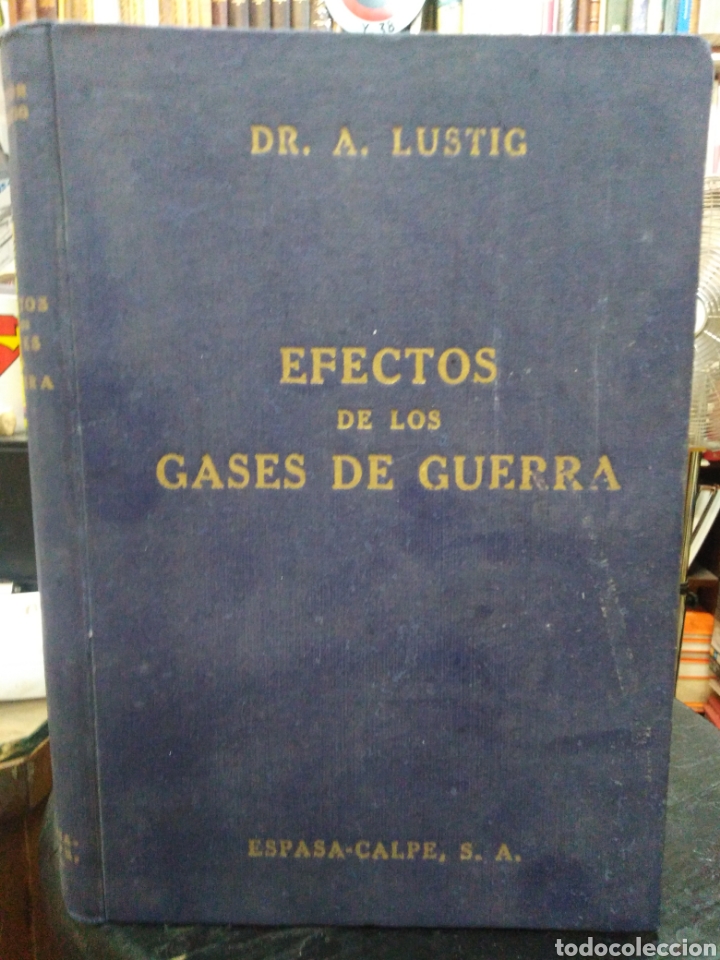 DR. A. LUSTIG
EFECTOS
DE LOS
GASES DE GUERRA
ESPASA-CALPE, S. A.
todocoleccion